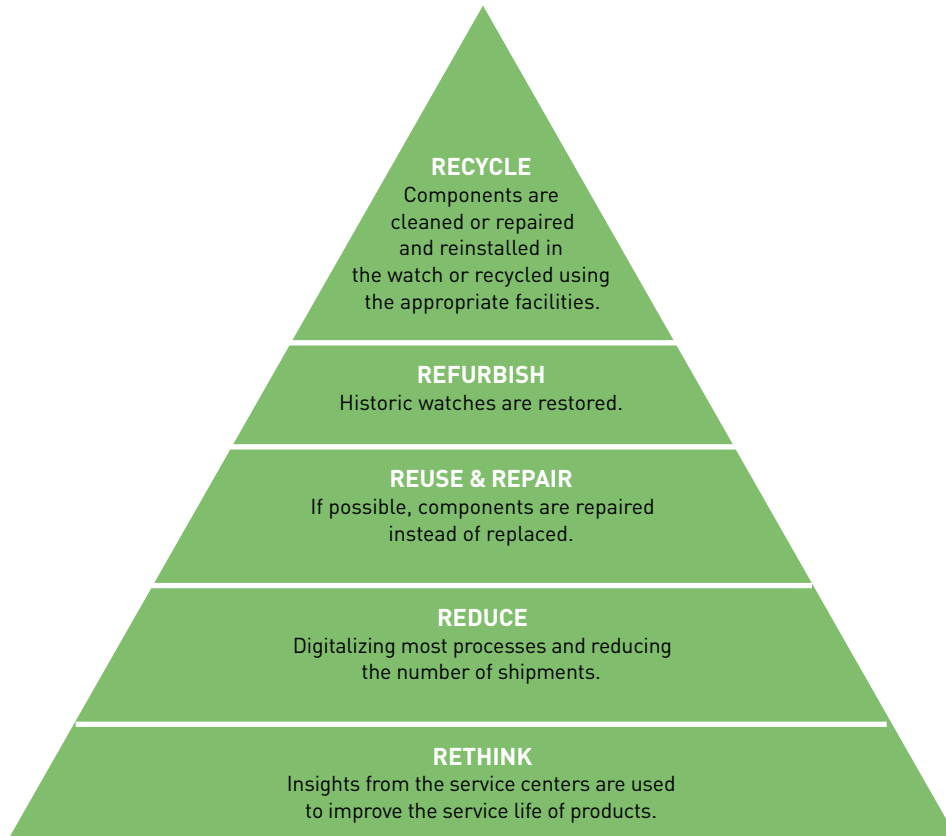 RECYCLE
Components are
cleaned or repaired
and reinstalled in
the watch or recycled using
the appropriate facilities.
REFURBISH
Historic watches are restored.
REUSE & REPAIR
If possible, components are repaired
instead of replaced.
REDUCE
Digitalizing most processes and reducing
the number of shipments.
RETHINK
Insights from the service centers are used
to improve the service life of products.